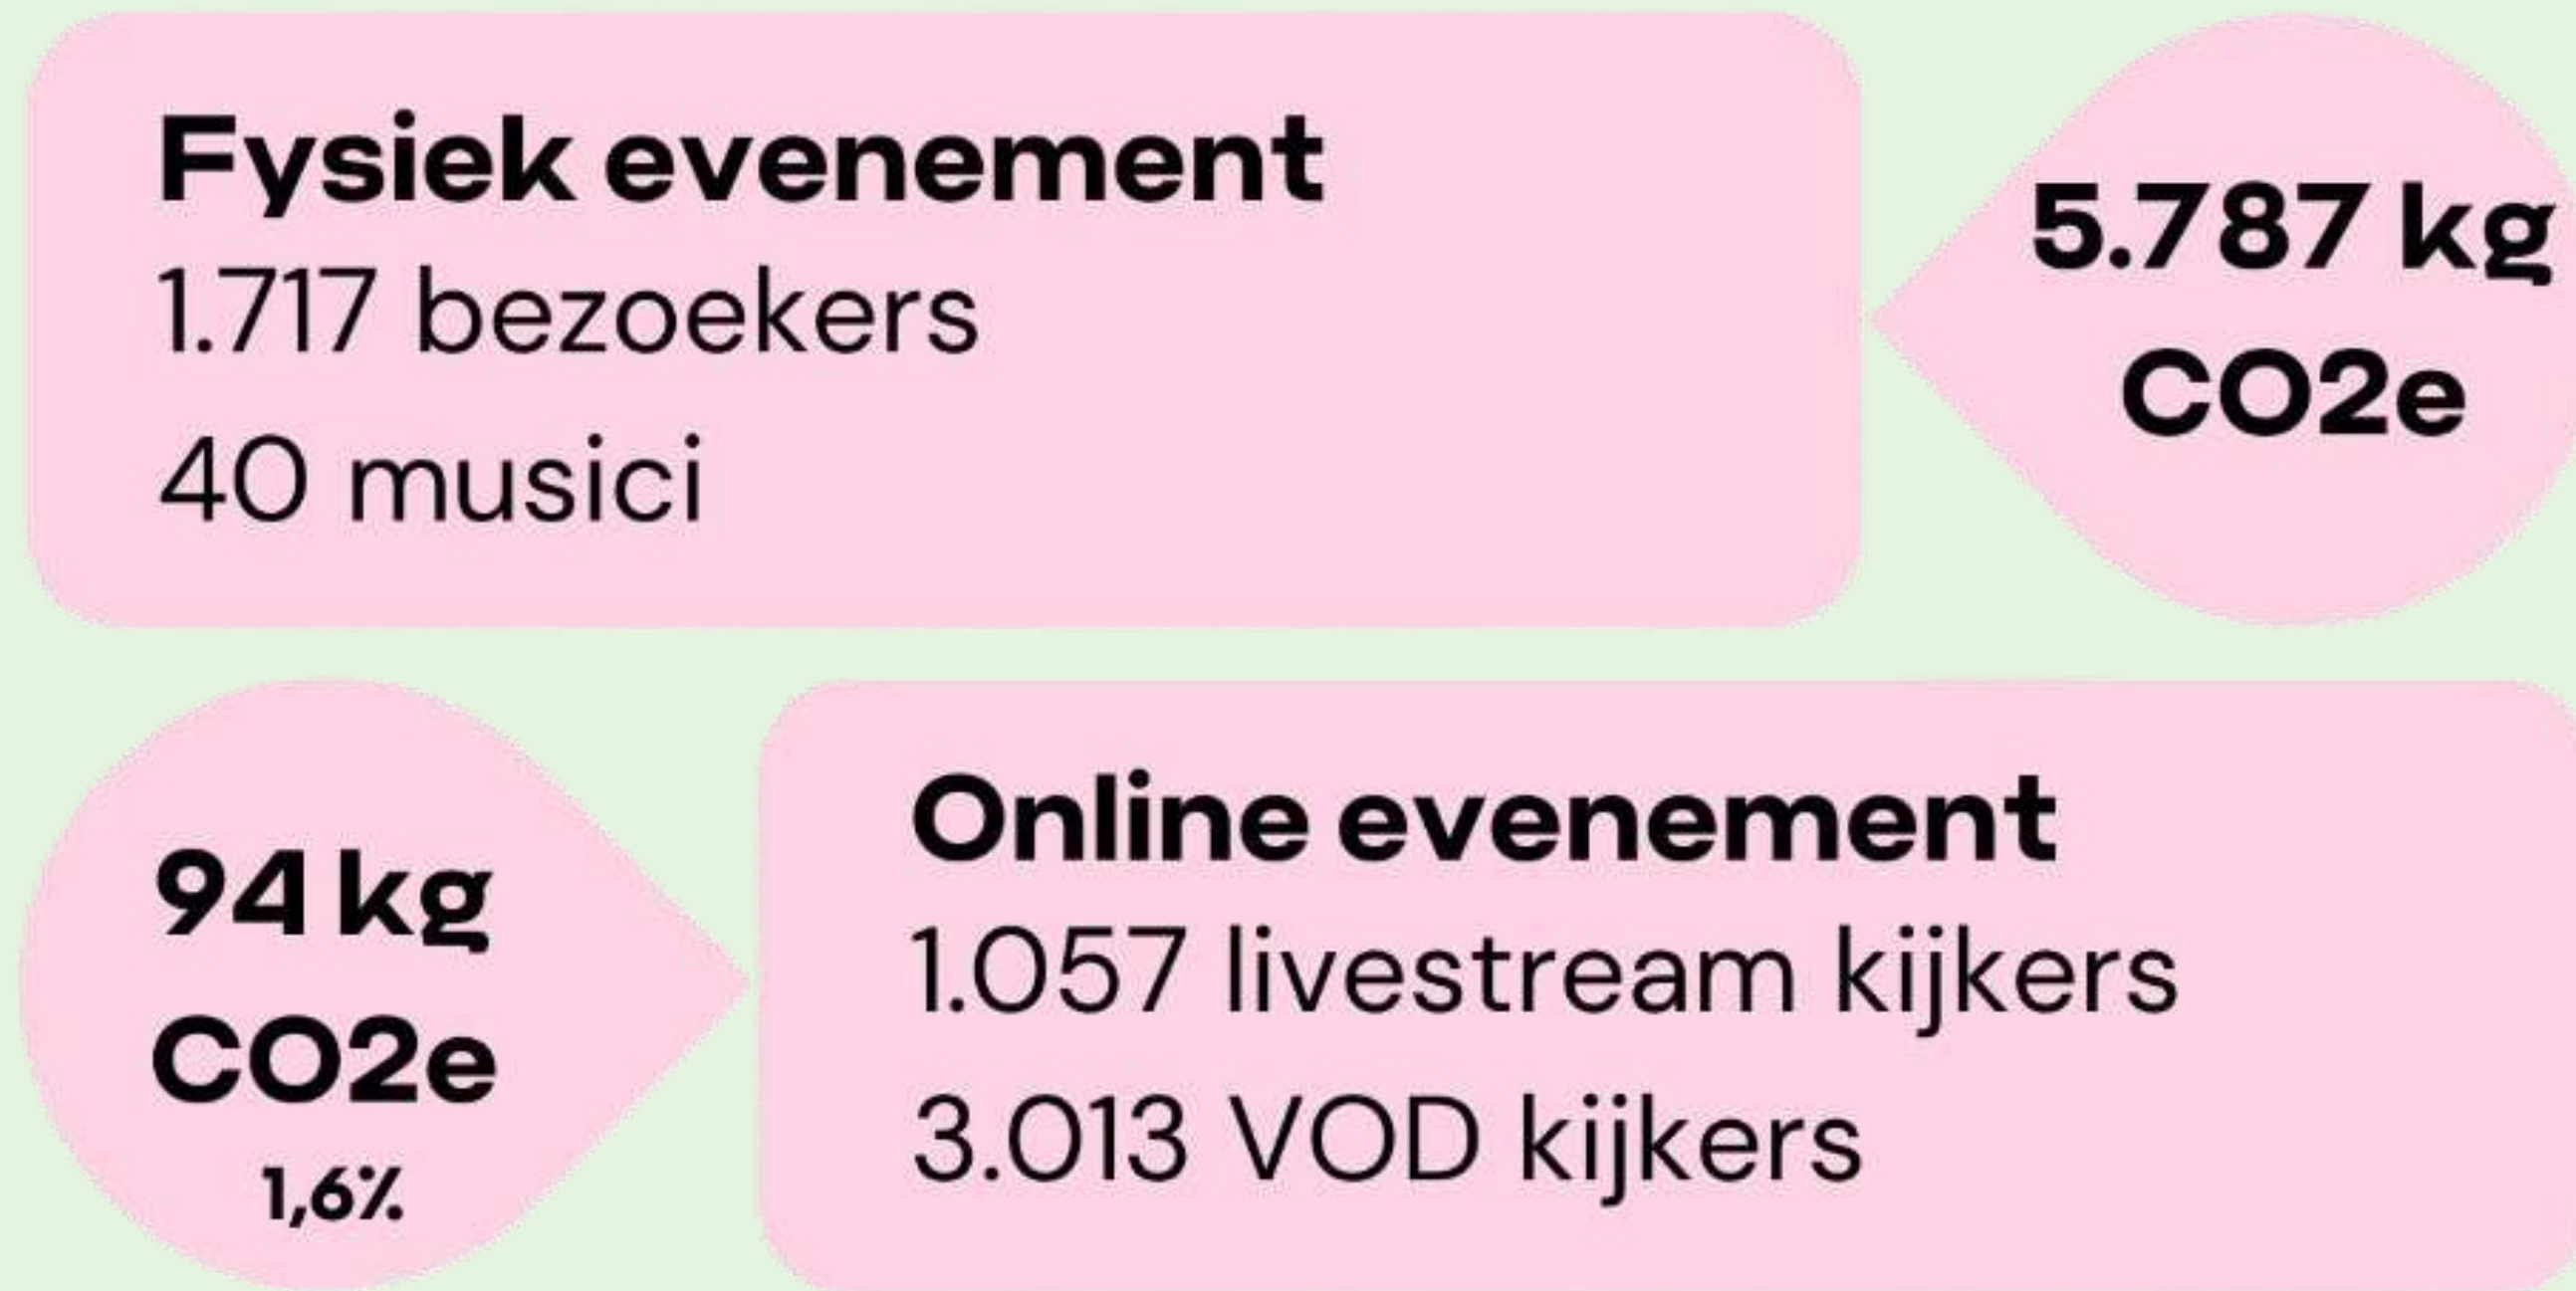 Fysiek evenement
1.717 bezoekers
40 musici
5.787 kg
CO2e
94 kg
CO2e
1,6%
Online evenement
1.057 livestream kijkers
3.013 VOD kijkers